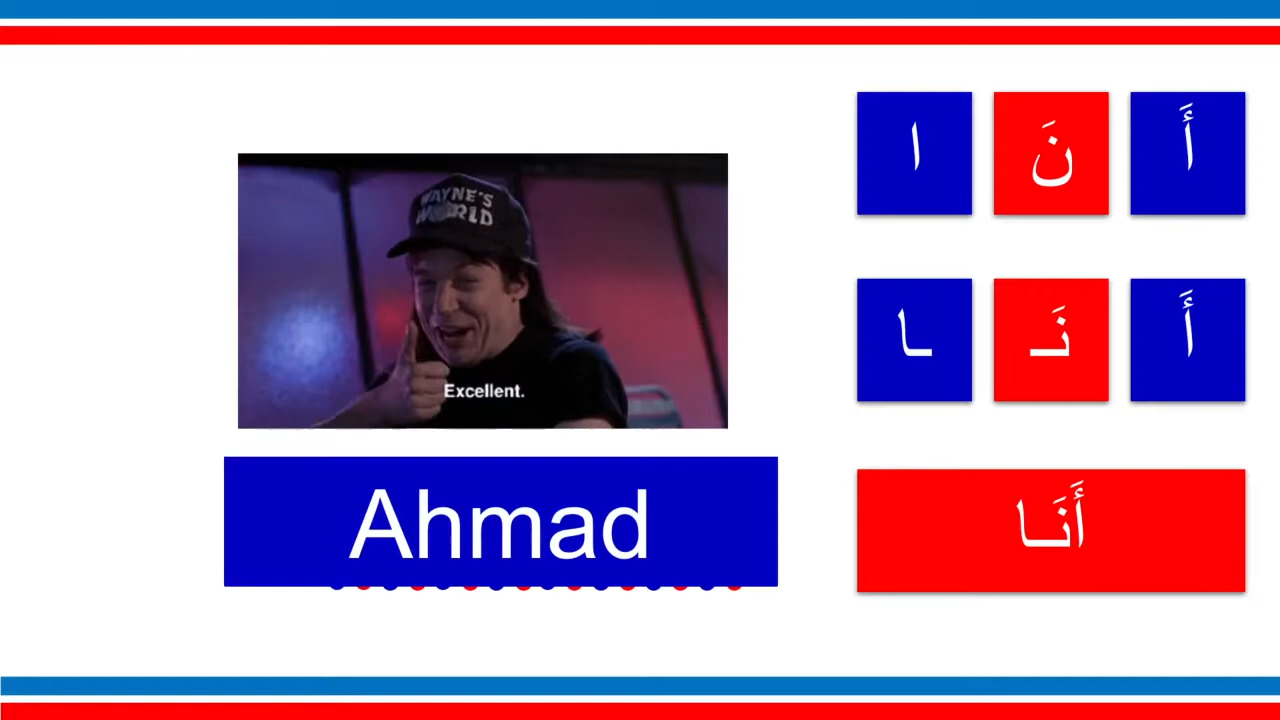 WAYNE'S
WORLD
Excellent.
Ahmad
أَ نَ ا
أَ نَـ ـا
أَنَـا